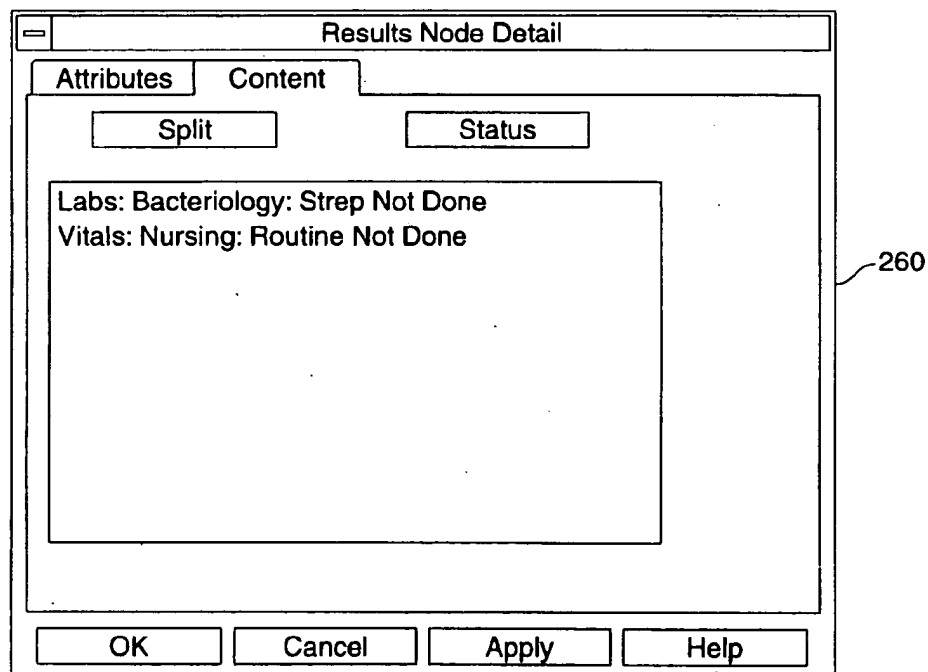 Results Node Detail
Attributes Content
Split Status
Labs: Bacteriology: Strep Not Done
Vitals: Nursing: Routine Not Done
260
OK Cancel Apply Help